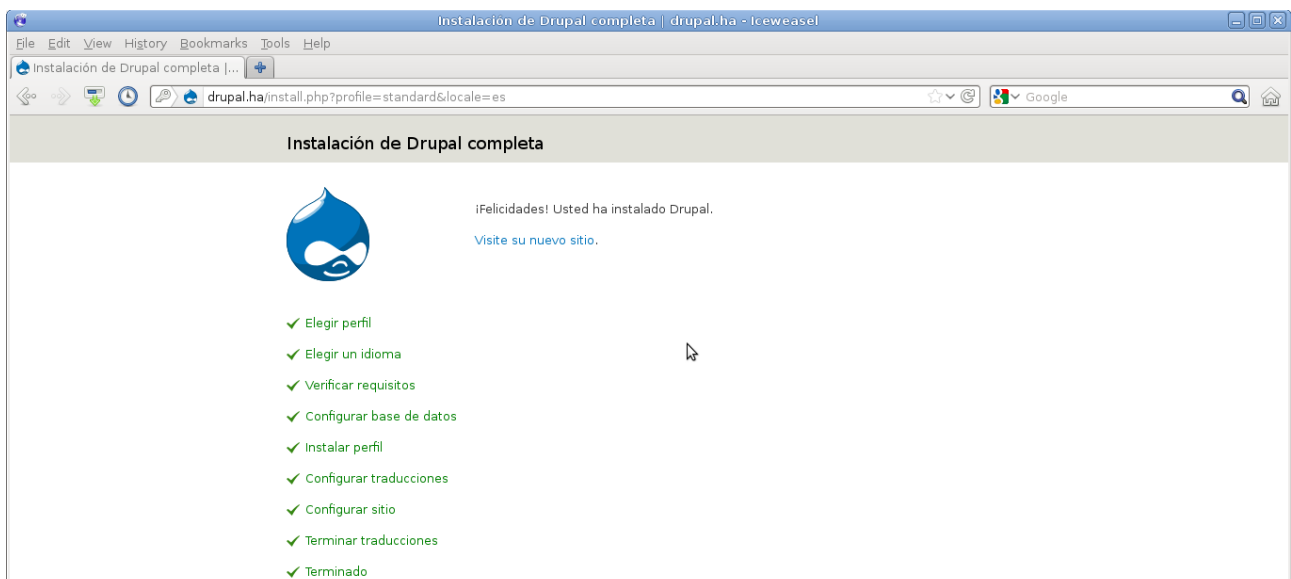 Instalación de Drupal completa | drupal.ha - Iceweasel
File Edit View History Bookmarks Tools Help
Instalación de Drupal completa |...
drupal.ha/install.php?profile=standard&locale=es
Google
Instalación de Drupal completa
¡Felicidades! Usted ha instalado Drupal.
Visite su nuevo sitio.
Elegir perfil
Elegir un idioma
Verificar requisitos
Configurar base de datos
Instalar perfil
Configurar traducciones
Configurar sitio
Terminar traducciones
Terminado